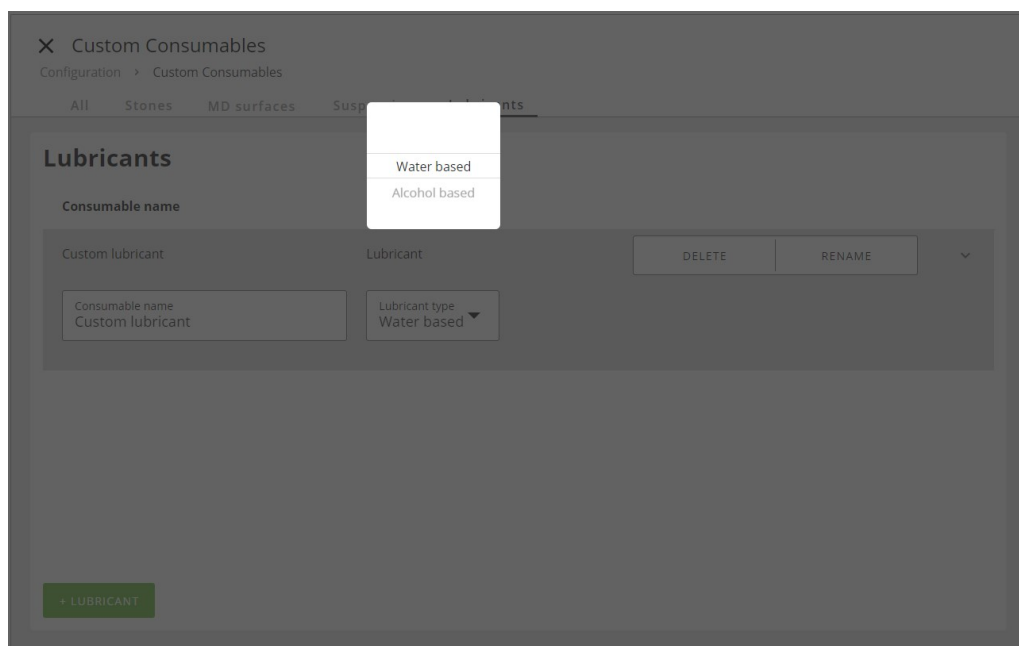 Custom Consumables
Configuration > Custom Consumables
All Stones MD surfaces
Lubricants
Water based
Alcohol based
Consumable name
Custom lubricant Lubricant DELETE RENAME
Consumable name Lubricant type
Custom lubricant Water based
+ LUBRICANT